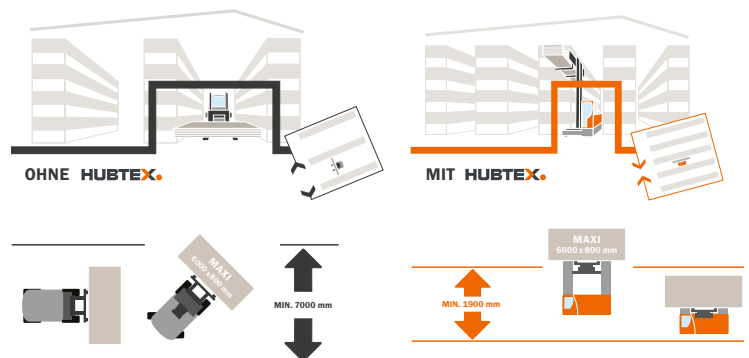 OHNE HUBTEX.
MIT HUBTEX.
MAXI
6000 x 800 mm
MIN. 7000 mm
MAXI
6000 x 800 mm
MIN. 1900 mm